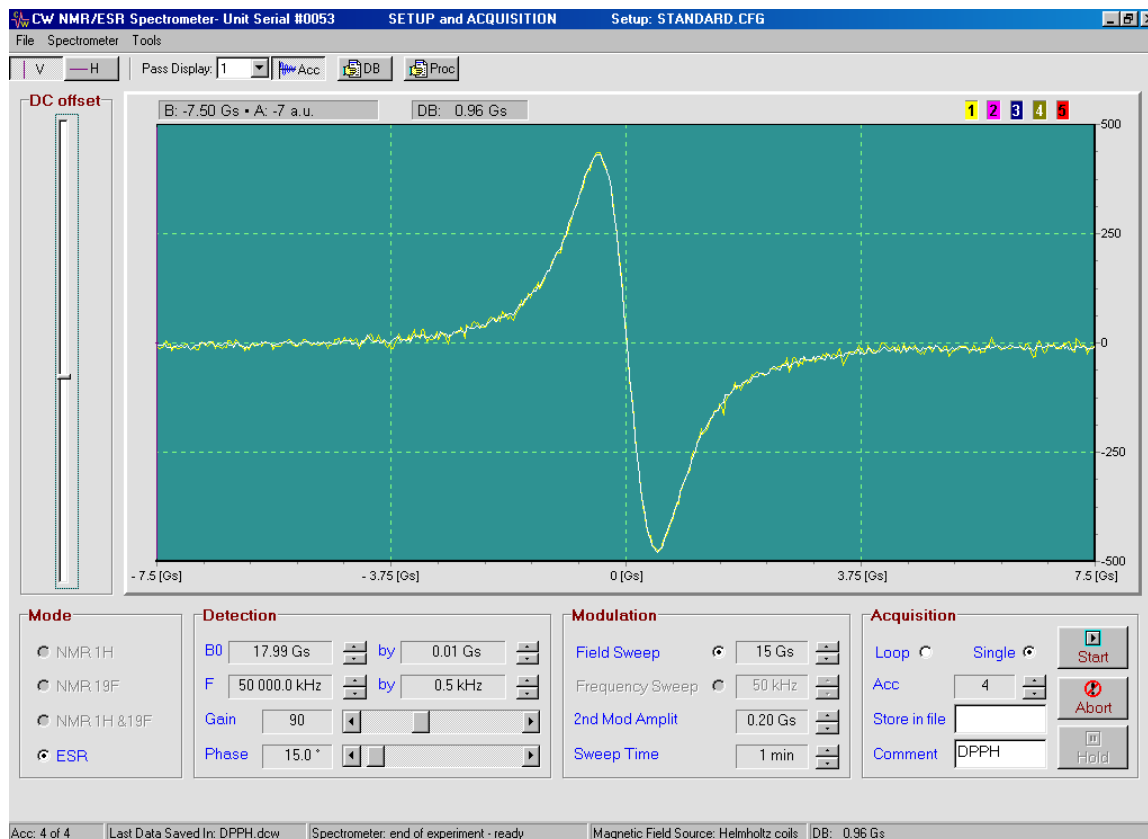 CW NMR/ESR Spectrometer- Unit Serial #0053 SETUP and ACQUISITION Setup: STANDARD.CFG
File Spectrometer Tools
V H Pass Display: 1 Acc DB Proc
DC offset
B: -7.50 Gs • A: -7 a.u. DB: 0.96 Gs 1 2 3 4 5
500
250
0
-250
-500
- 7.5 [Gs] - 3.75 [Gs] 0 [Gs] 3.75 [Gs] 7.5 [Gs]
Mode
NMR 1H
NMR 19F
NMR 1H &19F
ESR
Detection
B0 17.99 Gs by 0.01 Gs
F 50 000.0 kHz by 0.5 kHz
Gain 90
Phase 15.0 °
Modulation
Field Sweep 15 Gs
Frequency Sweep 50 kHz
2nd Mod Amplit 0.20 Gs
Sweep Time 1 min
Acquisition
Loop Single
Acc 4
Store in file
Comment DPPH
Start
Abort
Hold
Acc: 4 of 4 Last Data Saved In: DPPH.dcw Spectrometer: end of experiment - ready Magnetic Field Source: Helmholtz coils DB: 0.96 Gs